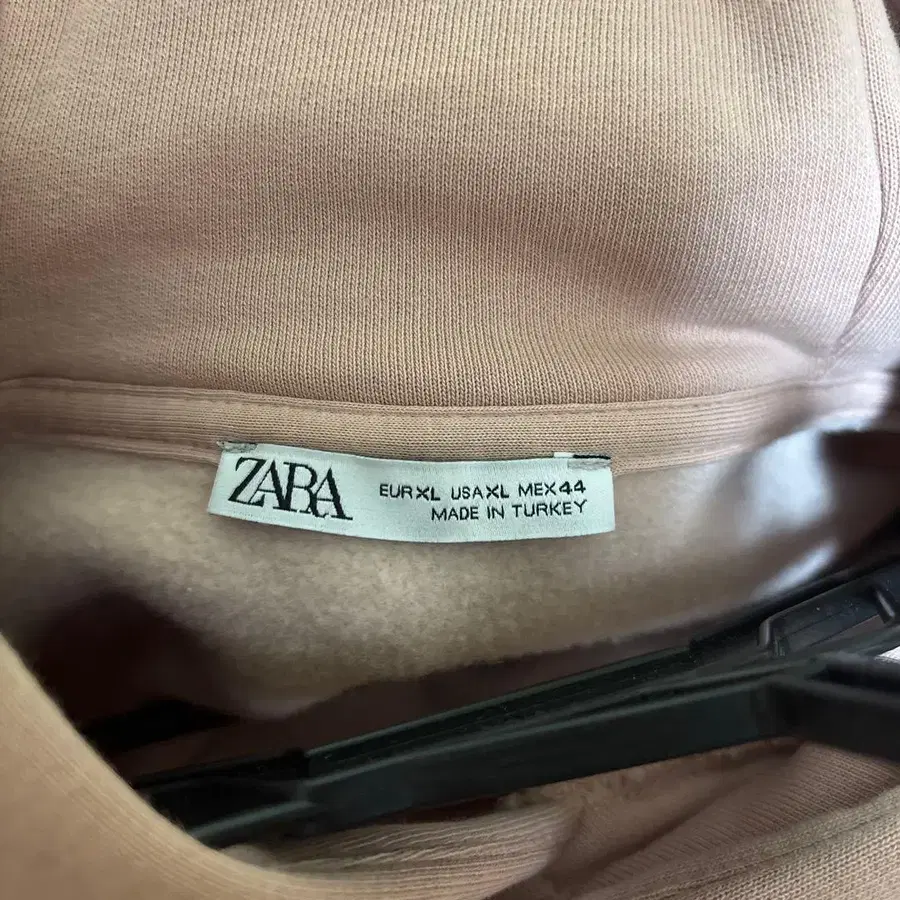 ZARA
EUR XL USA XL MEX 44
MADE IN TURKEY